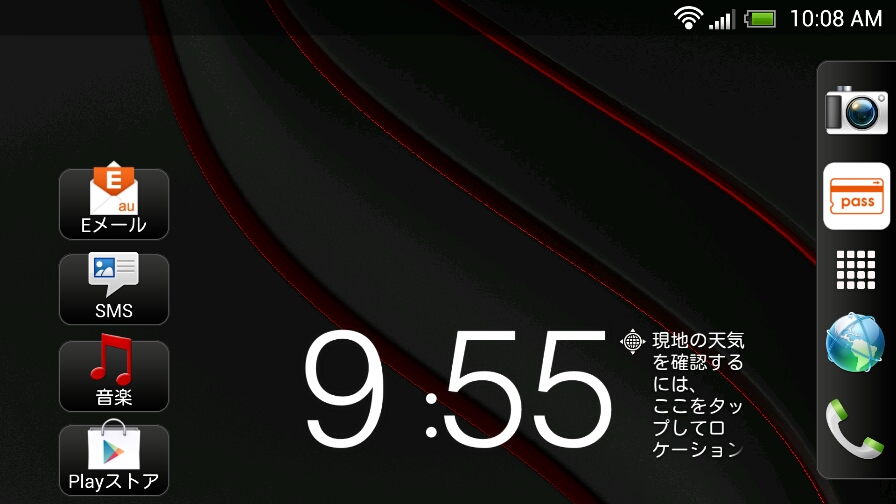 10:08 AM
E
au
Eメール
SMS
音楽
Playストア
9:55
現地の天気
を確認する
には、
ここをタッ
プしてロ
ケーション
pass